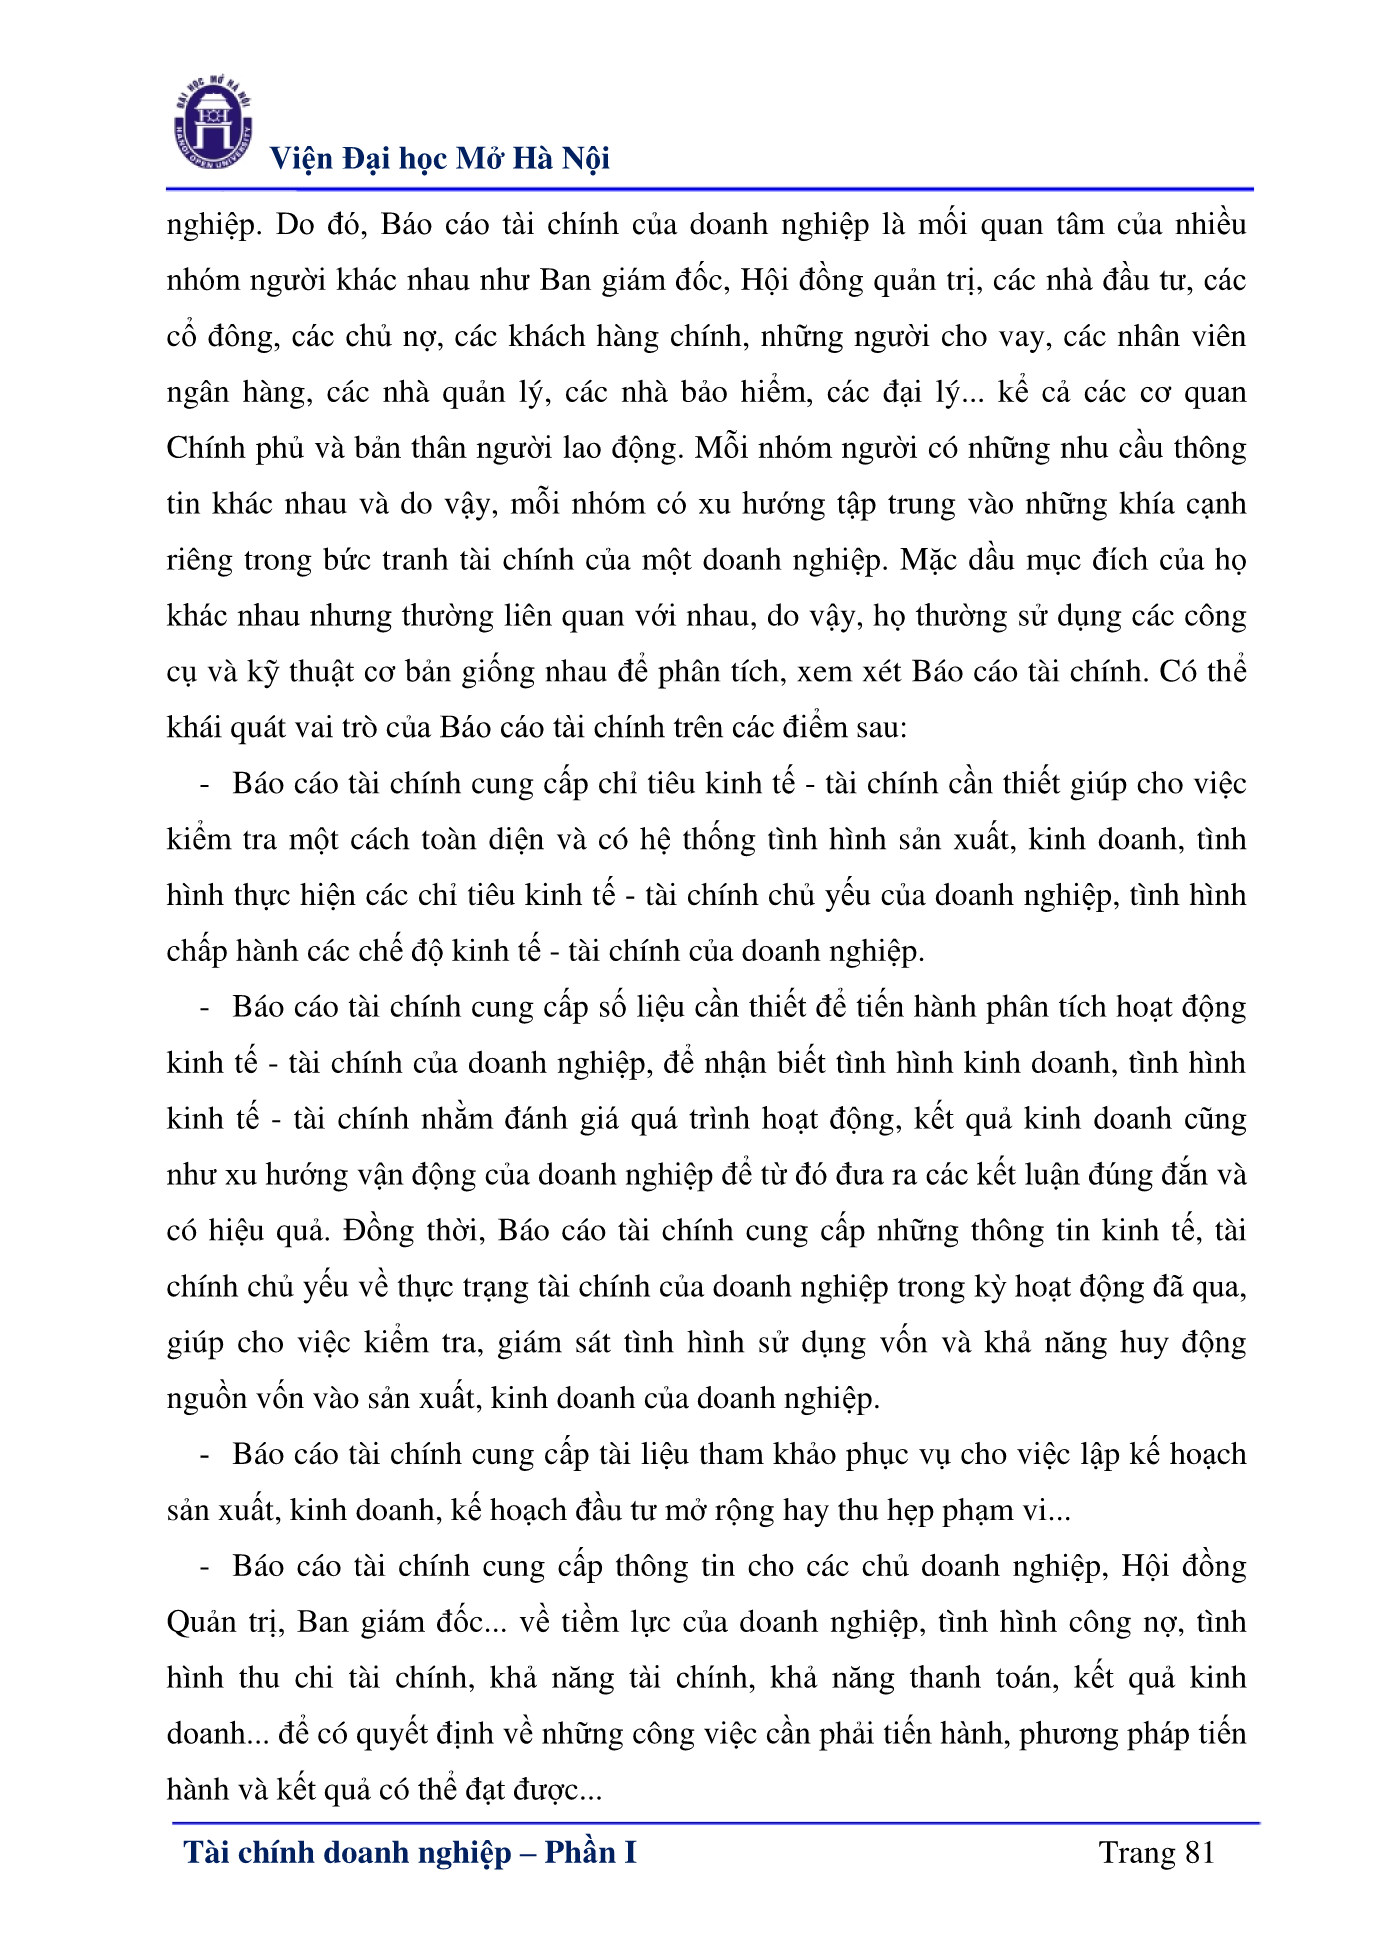 ĐẠI HỌC MỞ HÀ NỘI
HANOI OPEN UNIVERSITY
Viện Đại học Mở Hà Nội
nghiệp. Do đó, Báo cáo tài chính của doanh nghiệp là mối quan tâm của nhiều
nhóm người khác nhau như Ban giám đốc, Hội đồng quản trị, các nhà đầu tư, các
cổ đông, các chủ nợ, các khách hàng chính, những người cho vay, các nhân viên
ngân hàng, các nhà quản lý, các nhà bảo hiểm, các đại lý... kể cả các cơ quan
Chính phủ và bản thân người lao động. Mỗi nhóm người có những nhu cầu thông
tin khác nhau và do vậy, mỗi nhóm có xu hướng tập trung vào những khía cạnh
riêng trong bức tranh tài chính của một doanh nghiệp. Mặc dầu mục đích của họ
khác nhau nhưng thường liên quan với nhau, do vậy, họ thường sử dụng các công
cụ và kỹ thuật cơ bản giống nhau để phân tích, xem xét Báo cáo tài chính. Có thể
khái quát vai trò của Báo cáo tài chính trên các điểm sau:
- Báo cáo tài chính cung cấp chỉ tiêu kinh tế - tài chính cần thiết giúp cho việc
kiểm tra một cách toàn diện và có hệ thống tình hình sản xuất, kinh doanh, tình
hình thực hiện các chỉ tiêu kinh tế - tài chính chủ yếu của doanh nghiệp, tình hình
chấp hành các chế độ kinh tế - tài chính của doanh nghiệp.
- Báo cáo tài chính cung cấp số liệu cần thiết để tiến hành phân tích hoạt động
kinh tế - tài chính của doanh nghiệp, để nhận biết tình hình kinh doanh, tình hình
kinh tế - tài chính nhằm đánh giá quá trình hoạt động, kết quả kinh doanh cũng
như xu hướng vận động của doanh nghiệp để từ đó đưa ra các kết luận đúng đắn và
có hiệu quả. Đồng thời, Báo cáo tài chính cung cấp những thông tin kinh tế, tài
chính chủ yếu về thực trạng tài chính của doanh nghiệp trong kỳ hoạt động đã qua,
giúp cho việc kiểm tra, giám sát tình hình sử dụng vốn và khả năng huy động
nguồn vốn vào sản xuất, kinh doanh của doanh nghiệp.
- Báo cáo tài chính cung cấp tài liệu tham khảo phục vụ cho việc lập kế hoạch
sản xuất, kinh doanh, kế hoạch đầu tư mở rộng hay thu hẹp phạm vi...
- Báo cáo tài chính cung cấp thông tin cho các chủ doanh nghiệp, Hội đồng
Quản trị, Ban giám đốc... về tiềm lực của doanh nghiệp, tình hình công nợ, tình
hình thu chi tài chính, khả năng tài chính, khả năng thanh toán, kết quả kinh
doanh... để có quyết định về những công việc cần phải tiến hành, phương pháp tiến
hành và kết quả có thể đạt được...
Tài chính doanh nghiệp – Phần I Trang 81